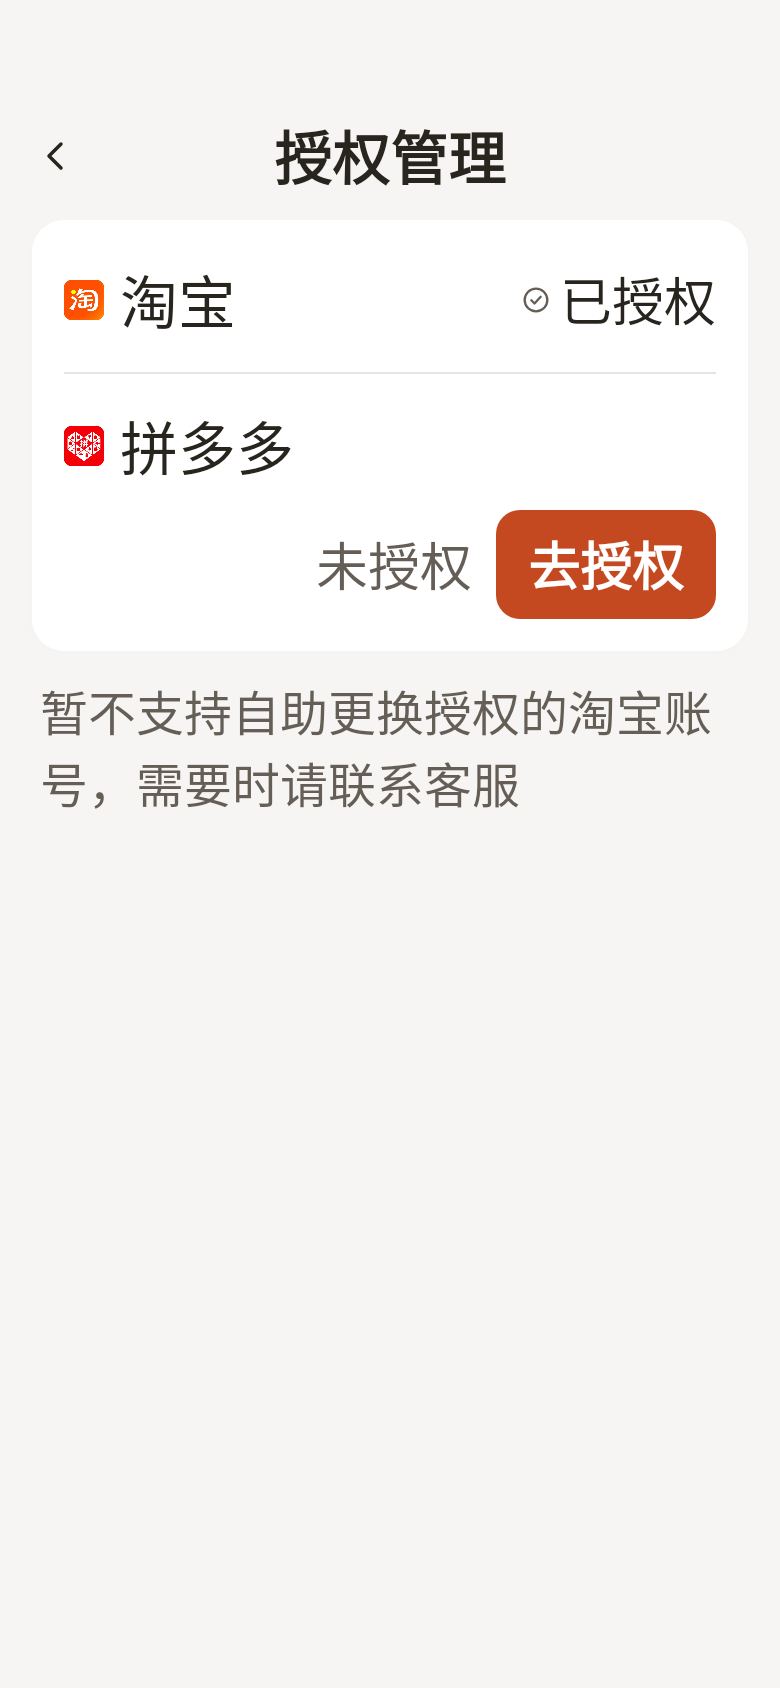 授权管理
淘 淘宝 已授权
拼多多
未授权 去授权
暂不支持自助更换授权的淘宝账
号，需要时请联系客服